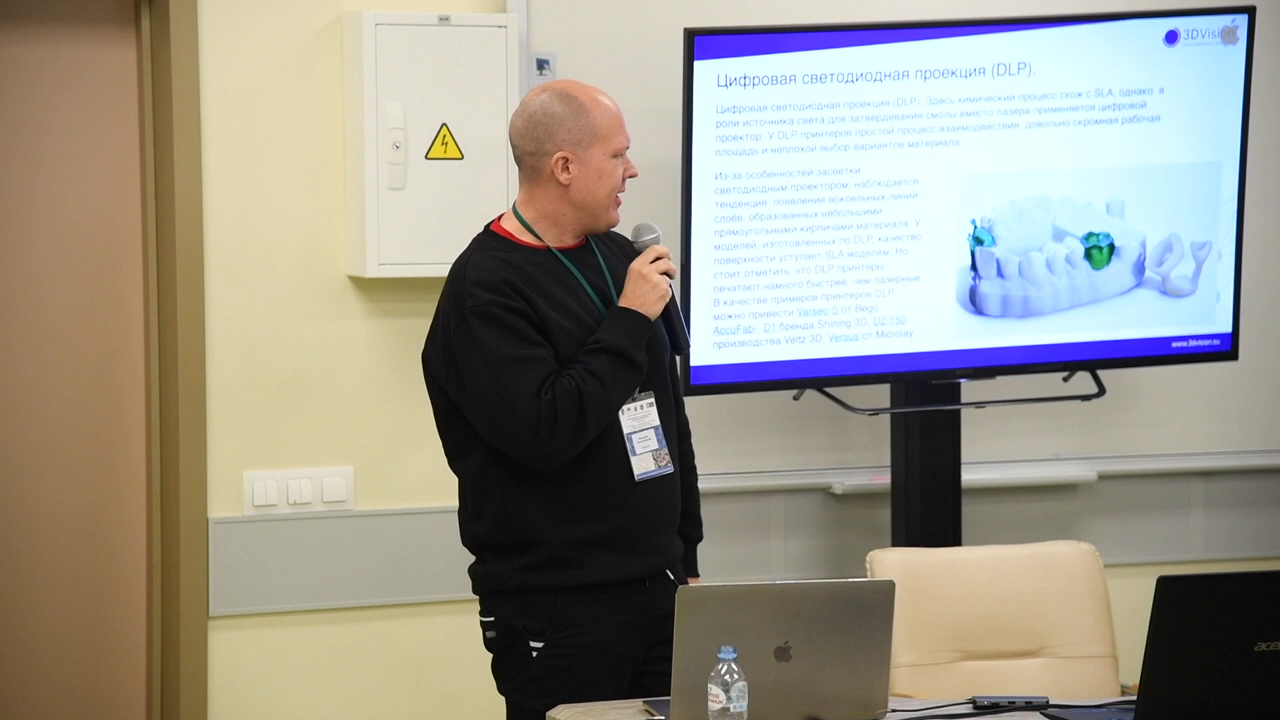 3DVision
Цифровая светодиодная проекция (DLP).
Цифровая светодиодная проекция (DLP). Здесь химический процесс схож с SLA, однако, в
роли источника света для затвердевания смолы вместо лазера применяется цифровой
проектор. У DLP принтеров простой процесс взаимодействия, довольно скромная рабочая
площадь и неплохой выбор вариантов материала.
Из-за особенностей засветки
светодиодным проектором, наблюдается
тенденция, появления воксельных линий-
слоёв, образованных небольшими
прямоугольными кирпичами материала. У
моделей, изготовленных по DLP, качество
поверхности уступает SLA моделям. Но
стоит отметить, что DLP принтеры
печатают намного быстрее, чем лазерные.
В качестве примеров принтеров DLP
можно привести Varseo S от Bego
AccuFab- D1 бренда Shining 3D, D2-150
производства Veltz 3D, Versus от Microlay
www.3dvision.su
acer